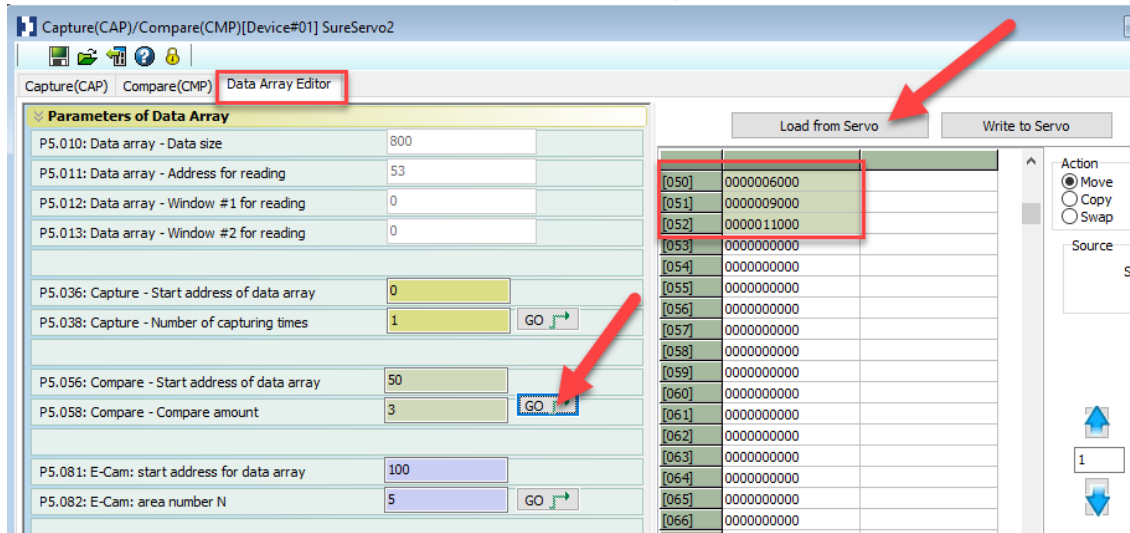 Capture(CAP)/Compare(CMP)[Device#01] SureServo2
Capture(CAP) Compare(CMP) Data Array Editor
Parameters of Data Array
P5.010: Data array - Data size 800
P5.011: Data array - Address for reading 53
P5.012: Data array - Window #1 for reading 0
P5.013: Data array - Window #2 for reading 0
P5.036: Capture - Start address of data array 0
P5.038: Capture - Number of capturing times 1 GO
P5.056: Compare - Start address of data array 50
P5.058: Compare - Compare amount 3 GO
P5.081: E-Cam: start address for data array 100
P5.082: E-Cam: area number N 5 GO
Load from Servo Write to Servo
[050] 0000006000
[051] 0000009000
[052] 0000011000
[053] 0000000000
[054] 0000000000
[055] 0000000000
[056] 0000000000
[057] 0000000000
[058] 0000000000
[059] 0000000000
[060] 0000000000
[061] 0000000000
[062] 0000000000
[063] 0000000000
[064] 0000000000
[065] 0000000000
[066] 0000000000
Action
Move
Copy
Swap
Source
S
1